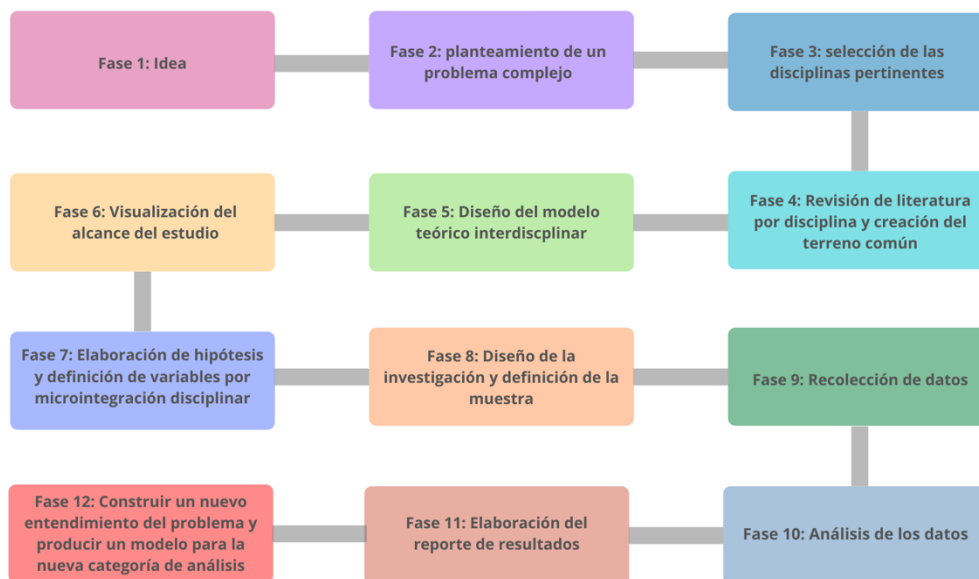 Fase 1: Idea
Fase 2: planteamiento de un
problema complejo
Fase 3: selección de las
disciplinas pertinentes
Fase 4: Revisión de literatura
por disciplina y creación del
terreno común
Fase 5: Diseño del modelo
teórico interdiscplinar
Fase 6: Visualización del
alcance del estudio
Fase 7: Elaboración de hipótesis
y definición de variables por
microintegración disciplinar
Fase 8: Diseño de la
investigación y definición de la
muestra
Fase 9: Recolección de datos
Fase 10: Análisis de los datos
Fase 11: Elaboración del
reporte de resultados
Fase 12: Construir un nuevo
entendimiento del problema y
producir un modelo para la
nueva categoría de análisis